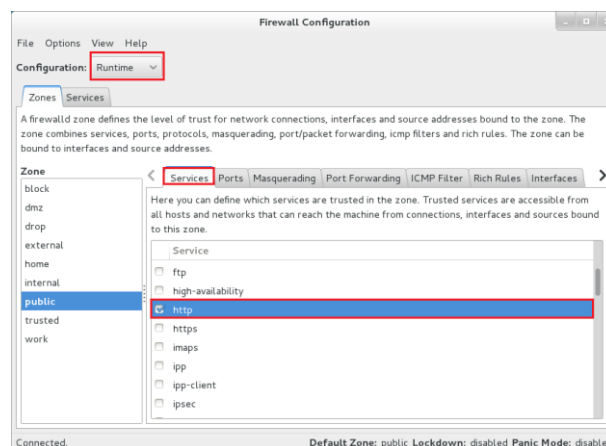 Firewall Configuration
File Options View Help
Configuration: Runtime
Zones Services
A firewalld zone defines the level of trust for network connections, interfaces and source addresses bound to the zone. The
zone combines services, ports, protocols, masquerading, port/packet forwarding, icmp filters and rich rules. The zone can be
bound to interfaces and source addresses.
Zone
block
dmz
drop
external
home
internal
public
trusted
work
Services Ports Masquerading Port Forwarding ICMP Filter Rich Rules Interfaces
Here you can define which services are trusted in the zone. Trusted services are accessible from
all hosts and networks that can reach the machine from connections, interfaces and sources bound
to this zone.
Service
ftp
high-availability
http
https
imaps
ipp
ipp-client
ipsec
Connected.
Default Zone: public Lockdown: disabled Panic Mode: disable